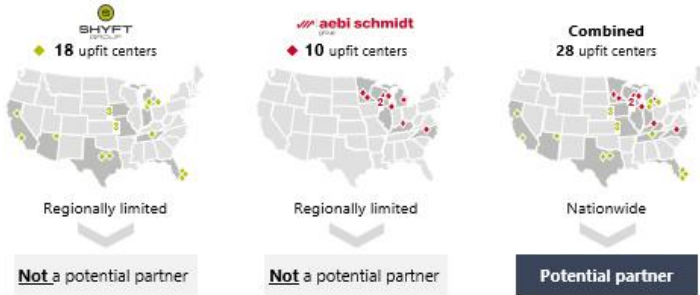 SHYFT
GROUP
18 upfit centers
3
3
Regionally limited
Not a potential partner
aebi schmidt
group
10 upfit centers
2
Regionally limited
Not a potential partner
Combined
28 upfit centers
2
3
3
Nationwide
Potential partner